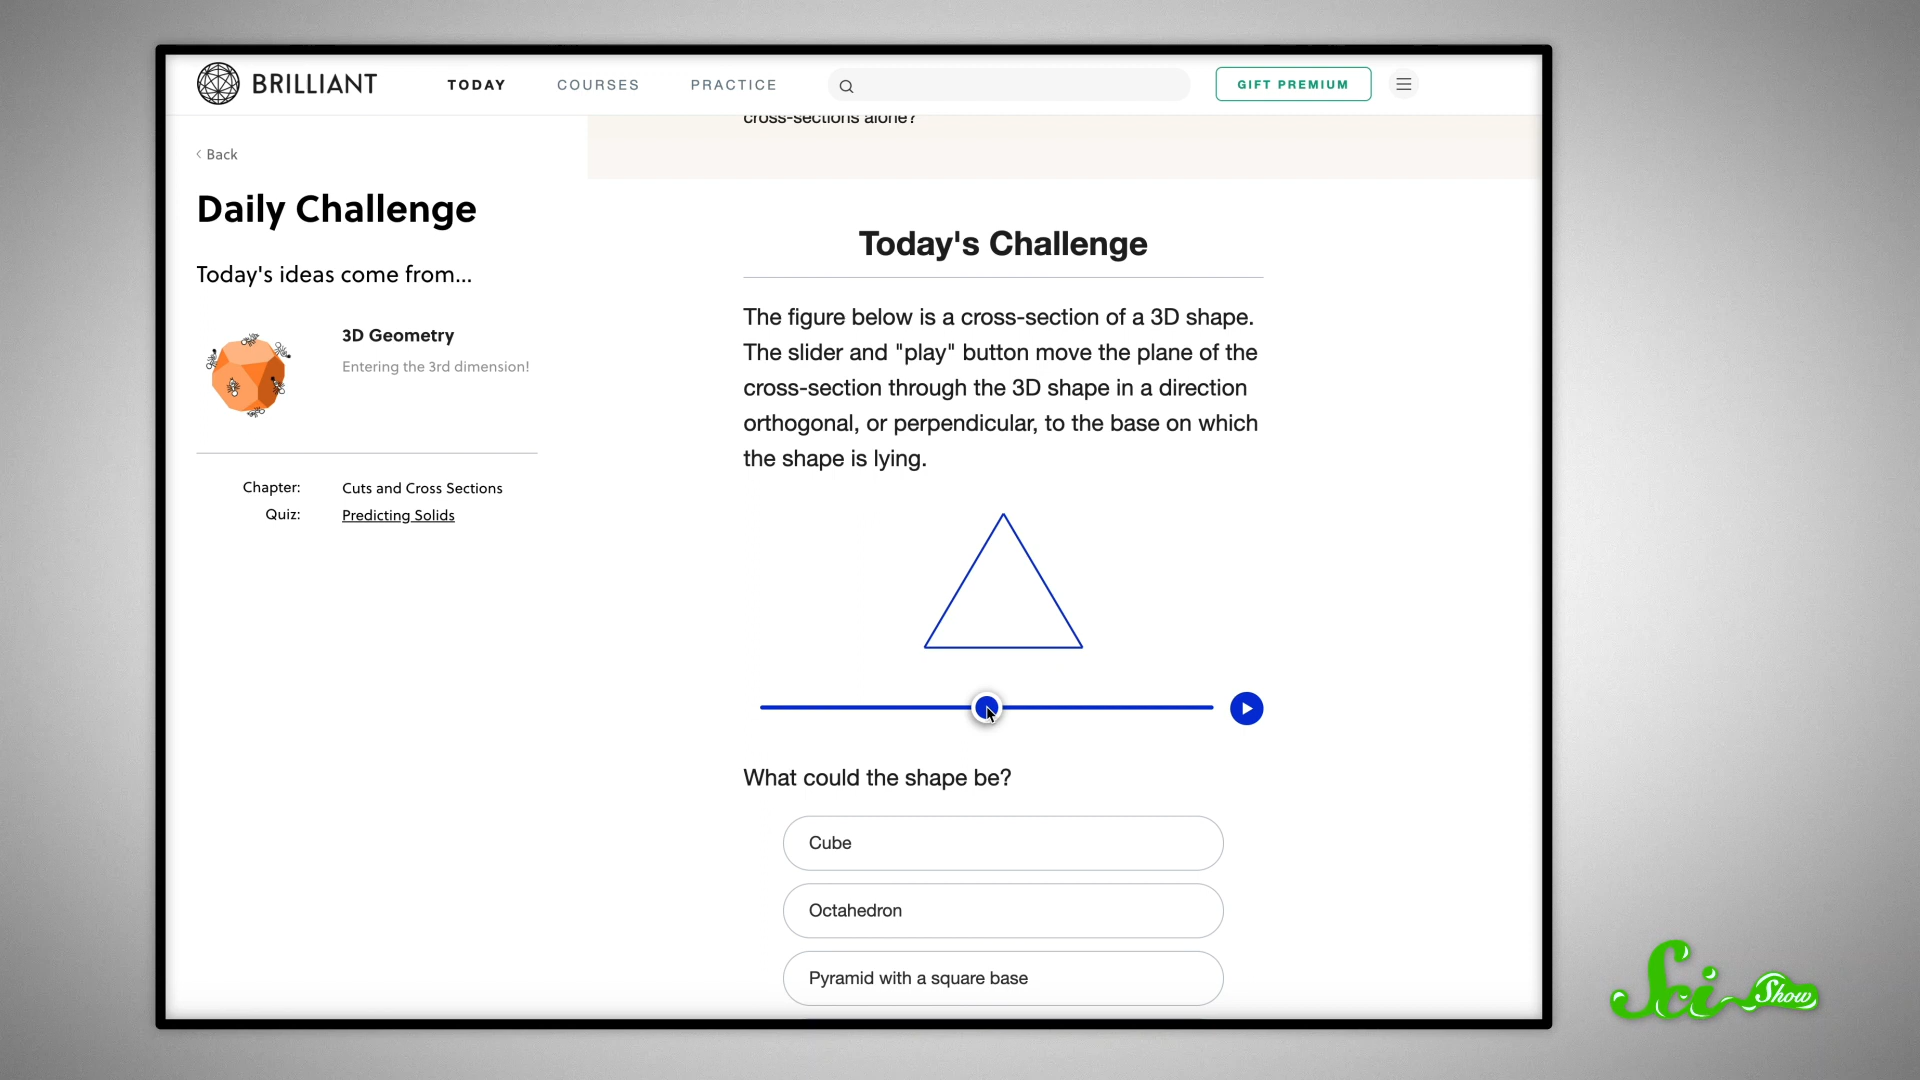 BRILLIANT
TODAY
COURSES
PRACTICE
GIFT PREMIUM
cross-sections alone?
< Back
Daily Challenge
Today's ideas come from...
3D Geometry
Entering the 3rd dimension!
Chapter: Cuts and Cross Sections
Quiz: Predicting Solids
Today's Challenge
The figure below is a cross-section of a 3D shape.
The slider and "play" button move the plane of the
cross-section through the 3D shape in a direction
orthogonal, or perpendicular, to the base on which
the shape is lying.
What could the shape be?
Cube
Octahedron
Pyramid with a square base
Sci Show